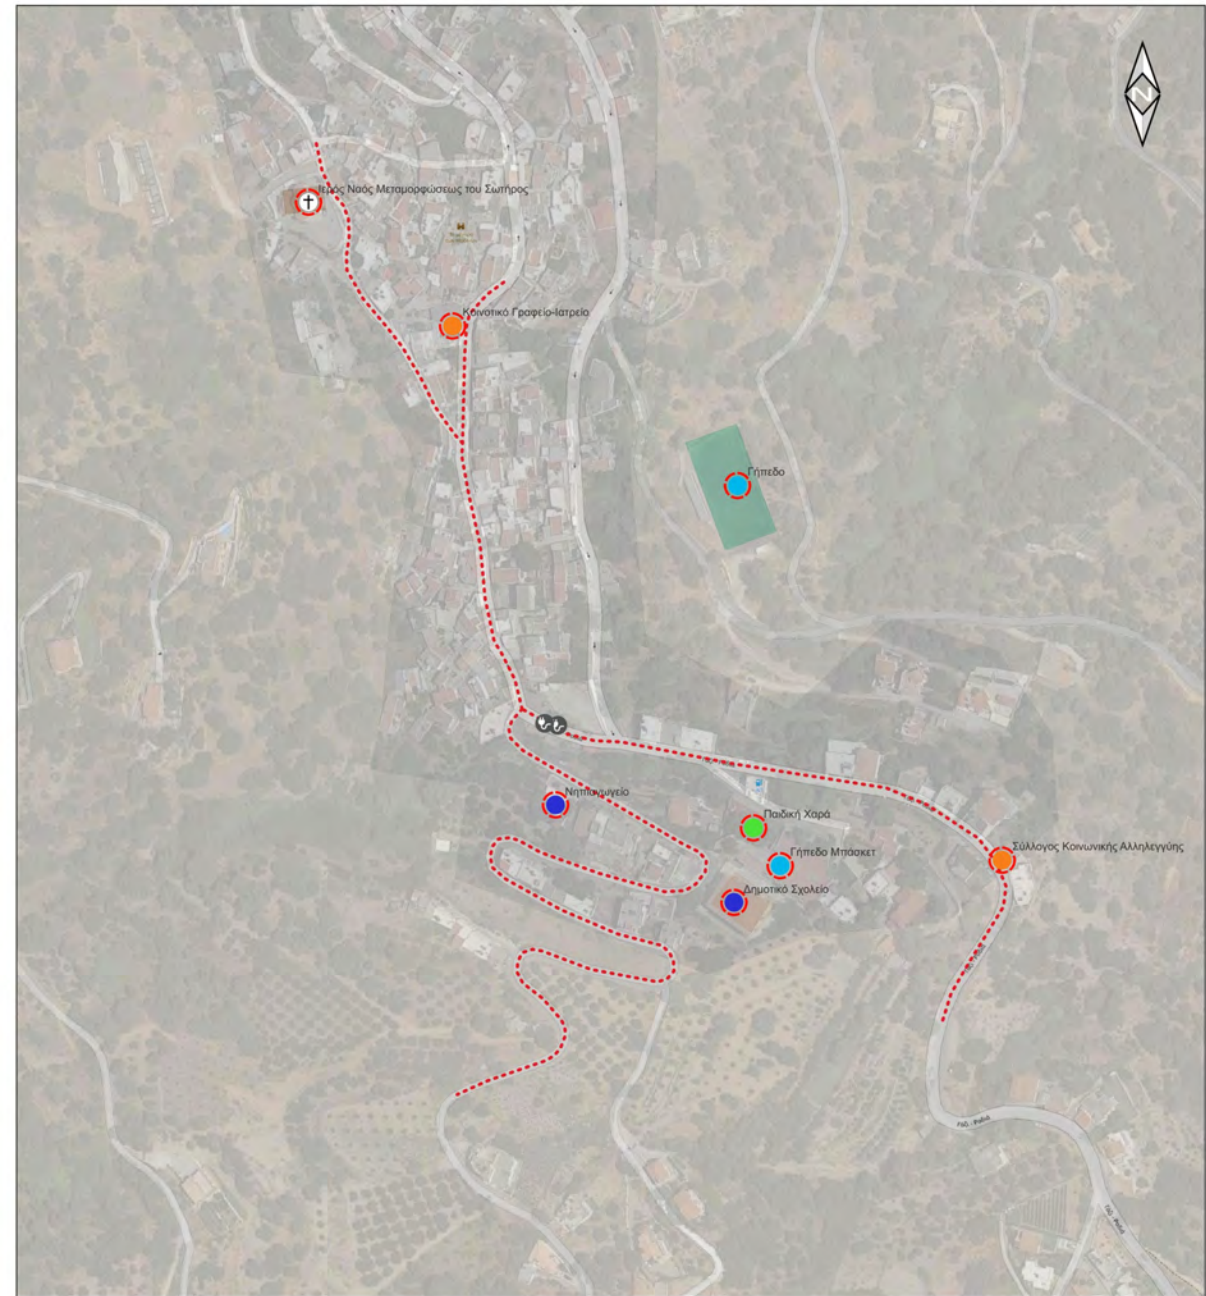 N
Ιερός Ναός Μεταμορφώσεως του Σωτήρος
Κοινοτικό Γραφείο-Ιατρείο
Γήπεδο
Νηπιαγωγείο
Παιδική Χαρά
Γήπεδο Μπάσκετ
Σύλλογος Κοινωνικής Αλληλεγγύης
Δημοτικό Σχολείο